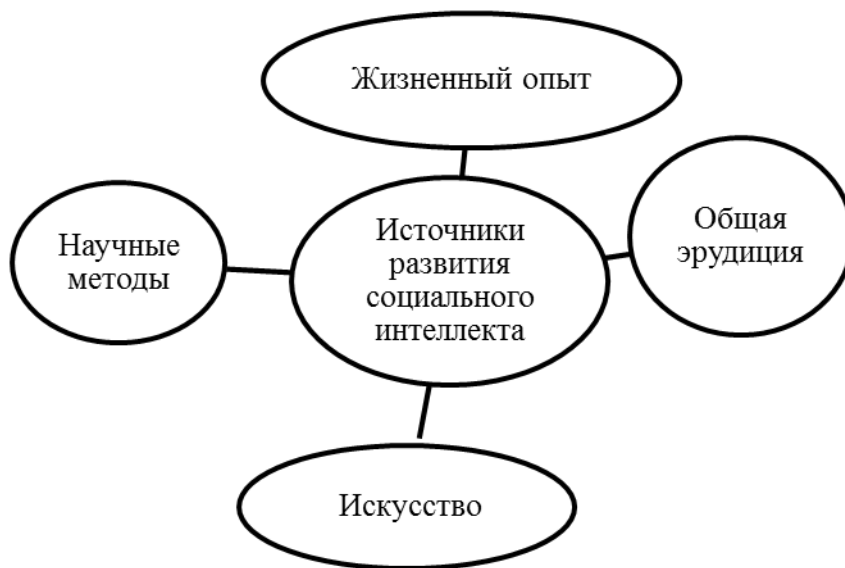 Жизненный опыт
Научные
методы
Источники
развития
социального
интеллекта
Общая
эрудиция
Искусство